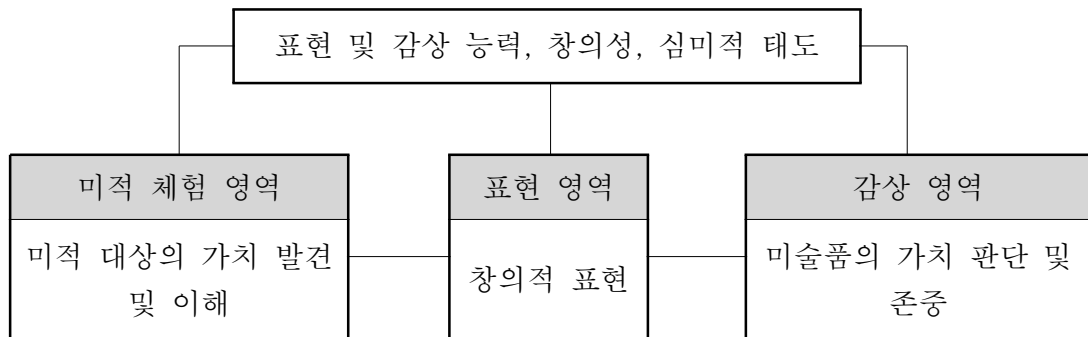 표현 및 감상 능력, 창의성, 심미적 태도
미적 체험 영역
미적 대상의 가치 발견
및 이해
표현 영역
창의적 표현
감상 영역
미술품의 가치 판단 및
존중